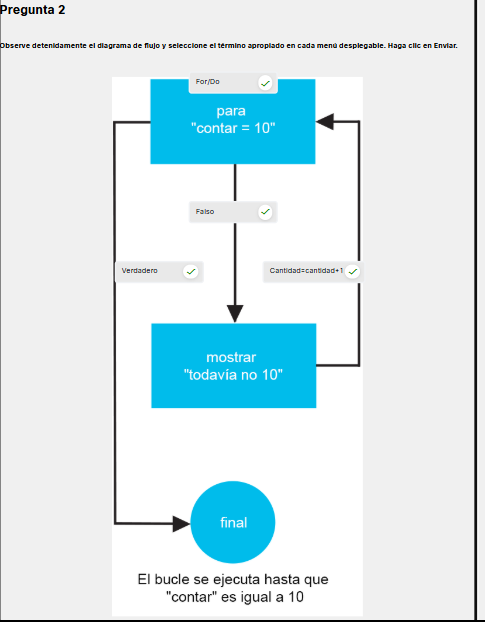 Pregunta 2
Observe detenidamente el diagrama de flujo y seleccione el término apropiado en cada menú desplegable. Haga clic en Enviar.
For/Do
para
"contar = 10"
Falso
Verdadero
Cantidad=cantidad+1
mostrar
"todavía no 10"
final
El bucle se ejecuta hasta que
"contar" es igual a 10